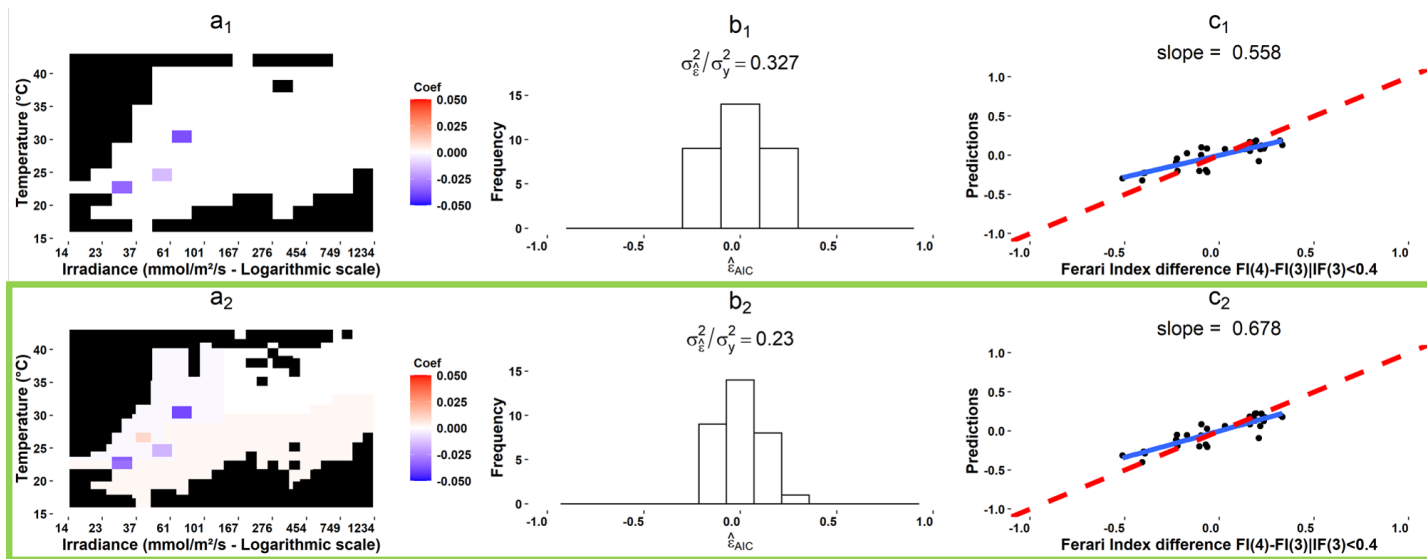 a₁
b₁
c₁
σ²ε̂/σ²y = 0.327
slope = 0.558
Temperature (°C)
40
35
30
25
20
15
14 23 37 61 101 167 276 454 749 1234
Irradiance (mmol/m²/s - Logarithmic scale)
Coef
0.050
0.025
0.000
-0.025
-0.050
Frequency
15
10
5
0
-1.0 -0.5 0.0 0.5 1.0
ε̂AIC
Predictions
1.0
0.5
0.0
-0.5
-1.0
-1.0 -0.5 0.0 0.5 1.0
Ferari Index difference FI(4)-FI(3)|IF(3)<0.4
a₂
b₂
c₂
σ²ε̂/σ²y = 0.23
slope = 0.678
Temperature (°C)
40
35
30
25
20
15
14 23 37 61 101 167 276 454 749 1234
Irradiance (mmol/m²/s - Logarithmic scale)
Coef
0.050
0.025
0.000
-0.025
-0.050
Frequency
15
10
5
0
-1.0 -0.5 0.0 0.5 1.0
ε̂AIC
Predictions
1.0
0.5
0.0
-0.5
-1.0
-1.0 -0.5 0.0 0.5 1.0
Ferari Index difference FI(4)-FI(3)|IF(3)<0.4